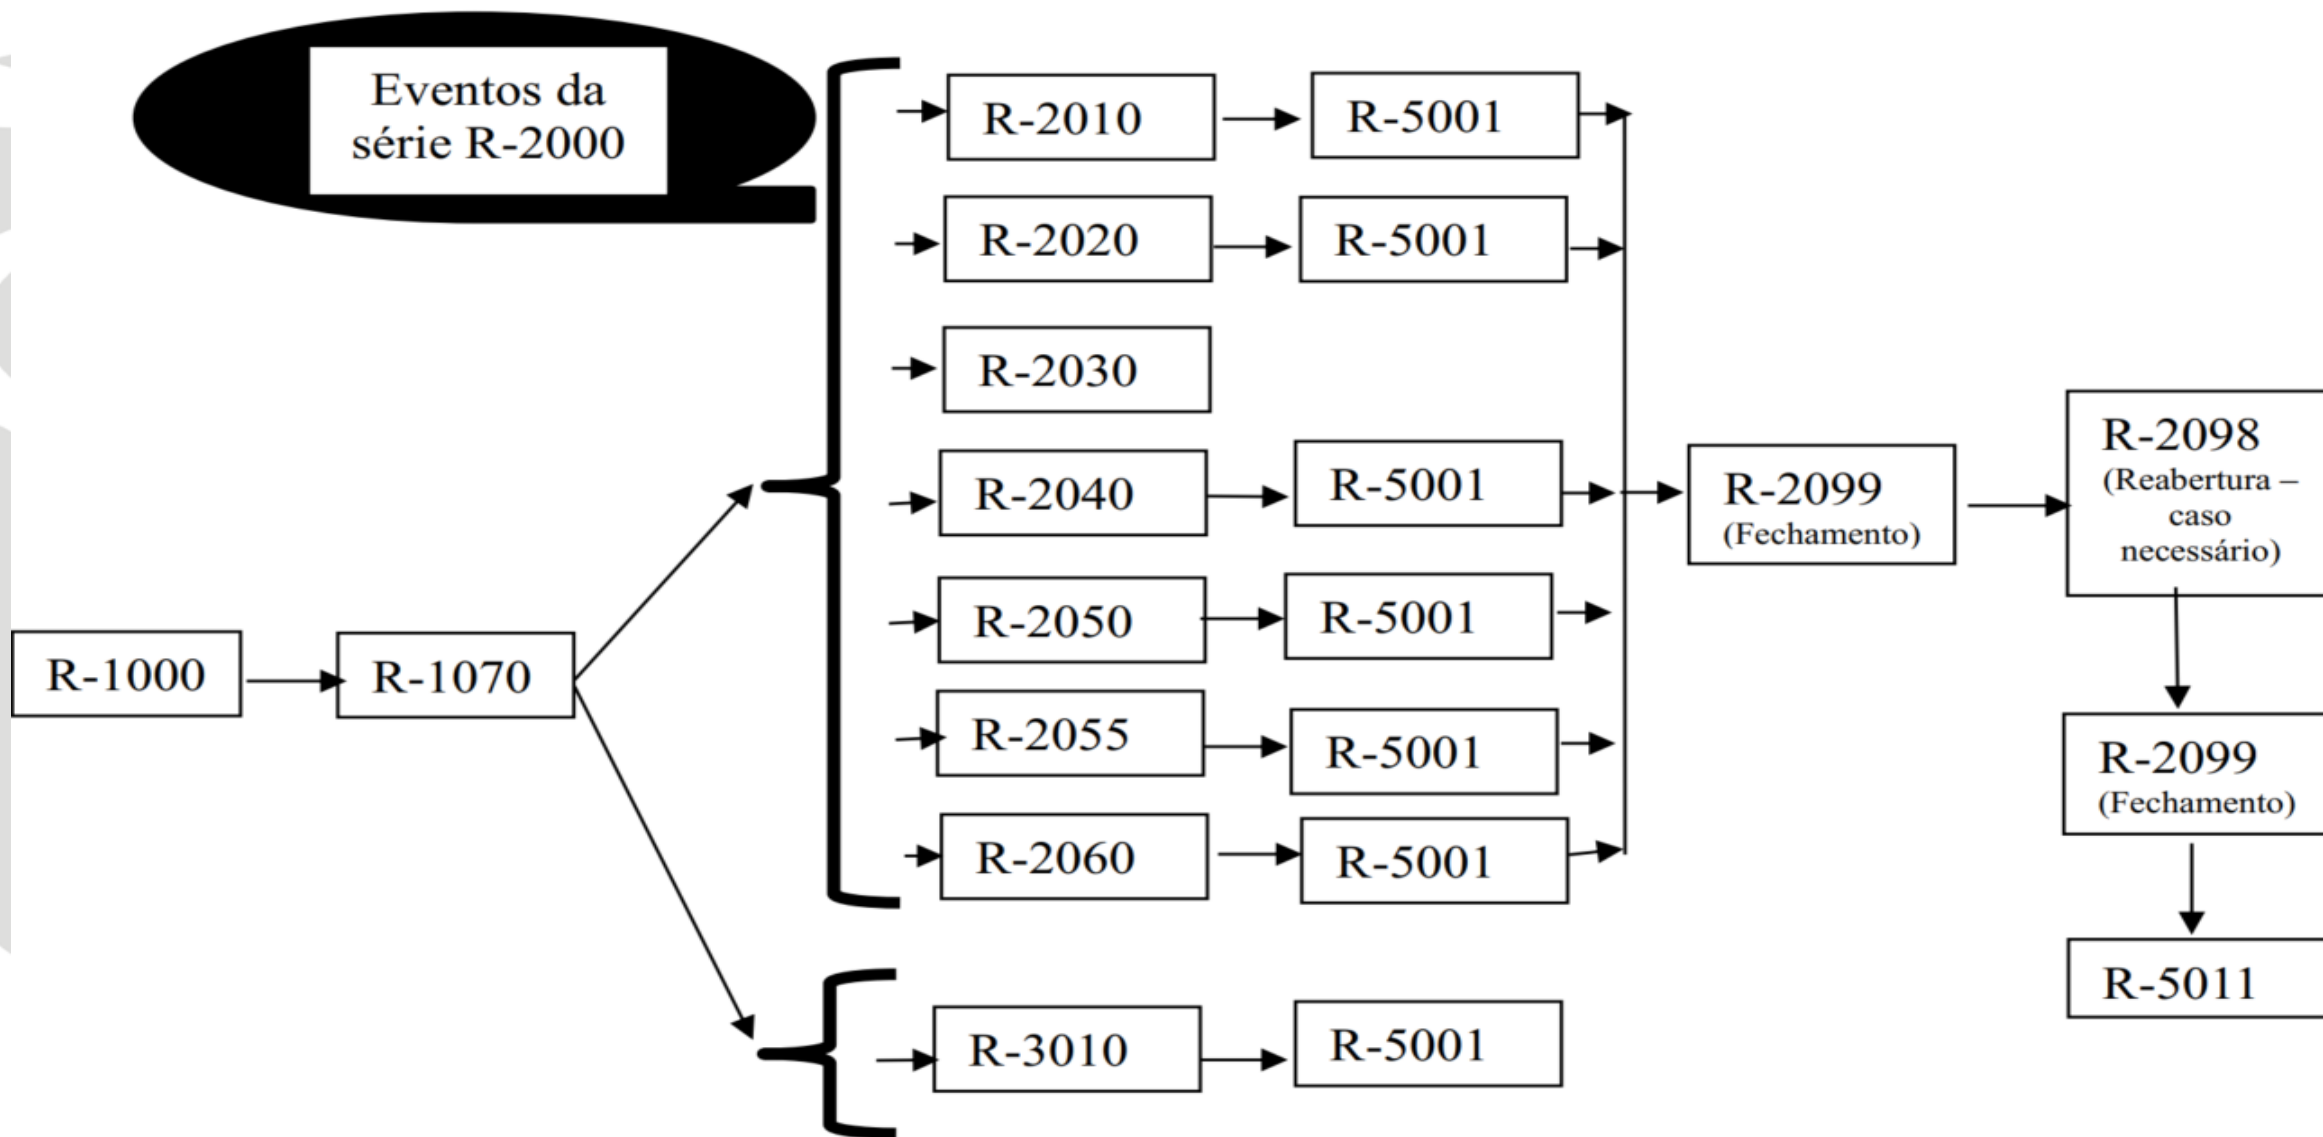 Eventos da
série R-2000
R-2010
R-5001
R-2020
R-5001
R-2030
R-2040
R-5001
R-2099
(Fechamento)
R-2098
(Reabertura –
caso
necessário)
R-2050
R-5001
R-1000
R-1070
R-2055
R-5001
R-2099
(Fechamento)
R-2060
R-5001
R-5011
R-3010
R-5001